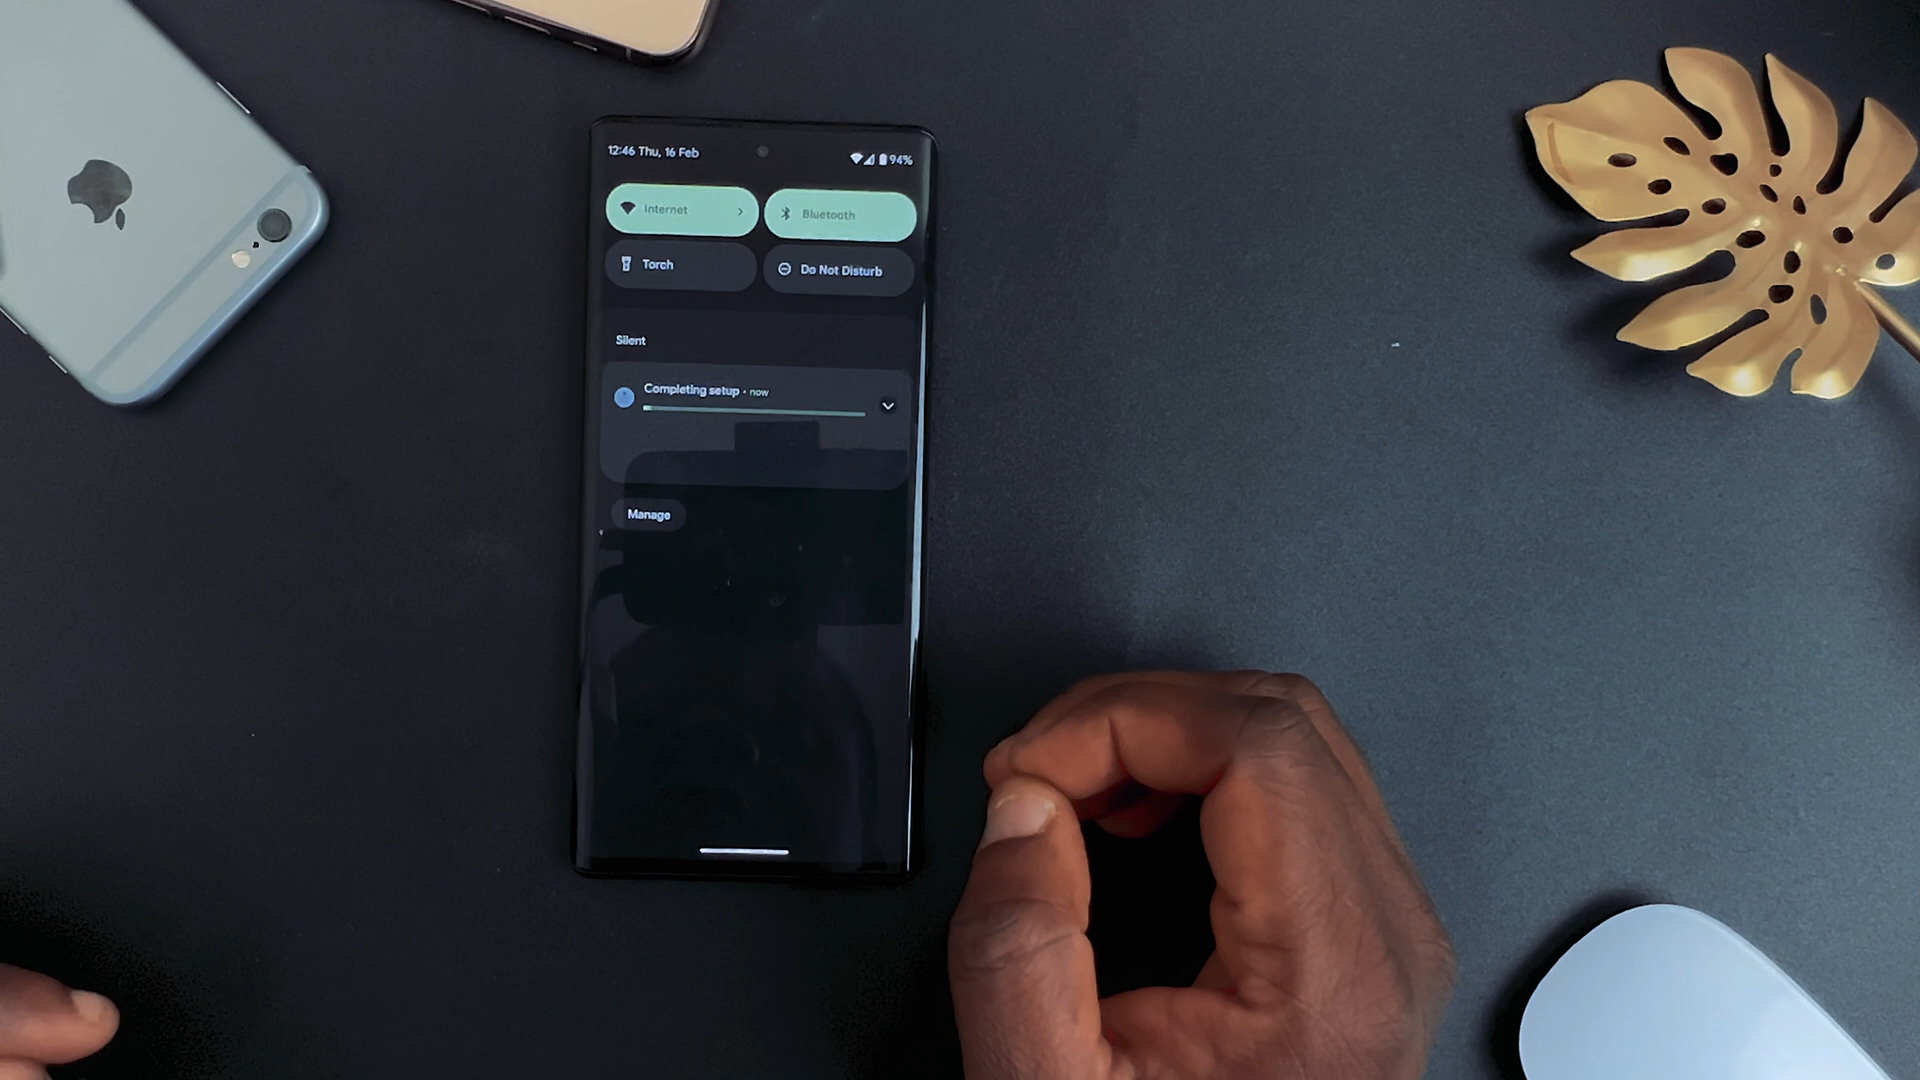 12:46 Thu, 16 Feb
94%
Internet
Bluetooth
Torch
Do Not Disturb
Silent
Completing setup • now
Manage